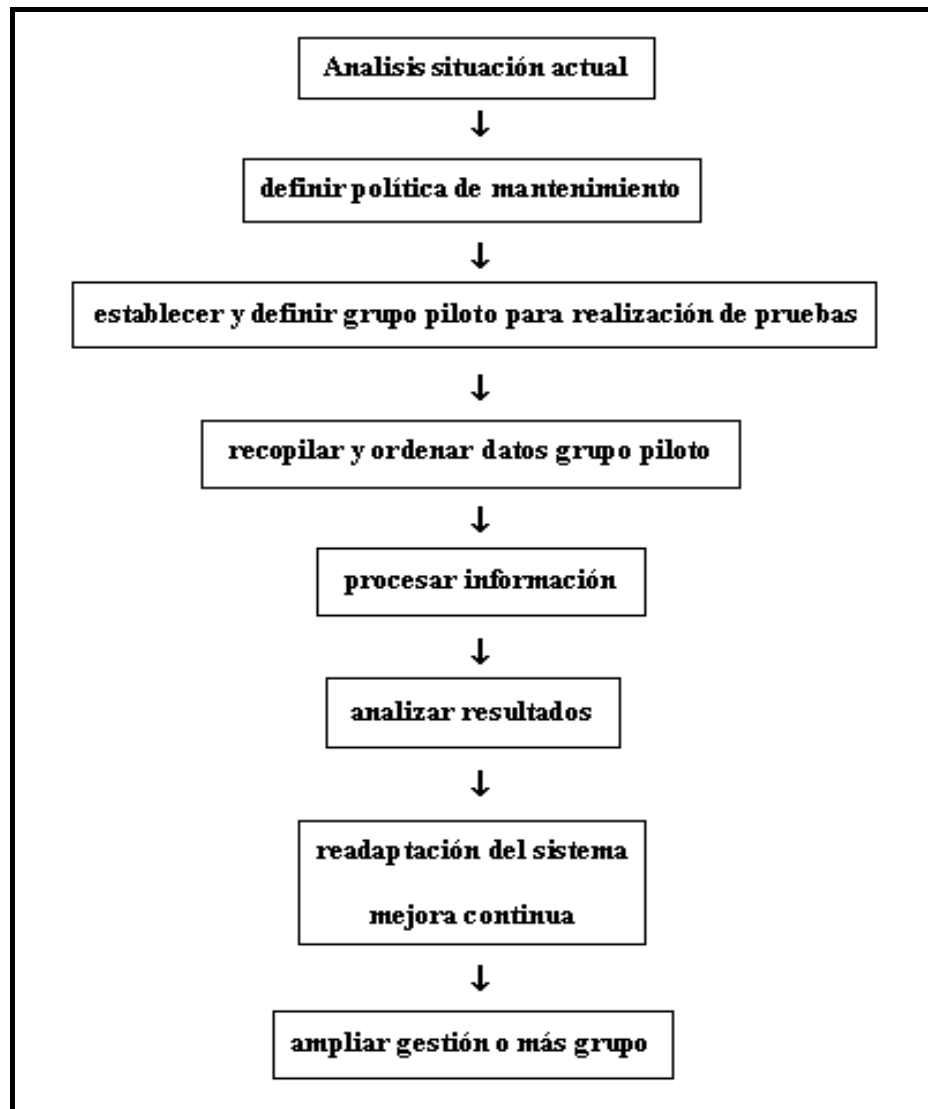 Analisis situación actual
definir política de mantenimiento
establecer y definir grupo piloto para realización de pruebas
recopilar y ordenar datos grupo piloto
procesar información
analizar resultados
readaptación del sistema
mejora continua
ampliar gestión o más grupo